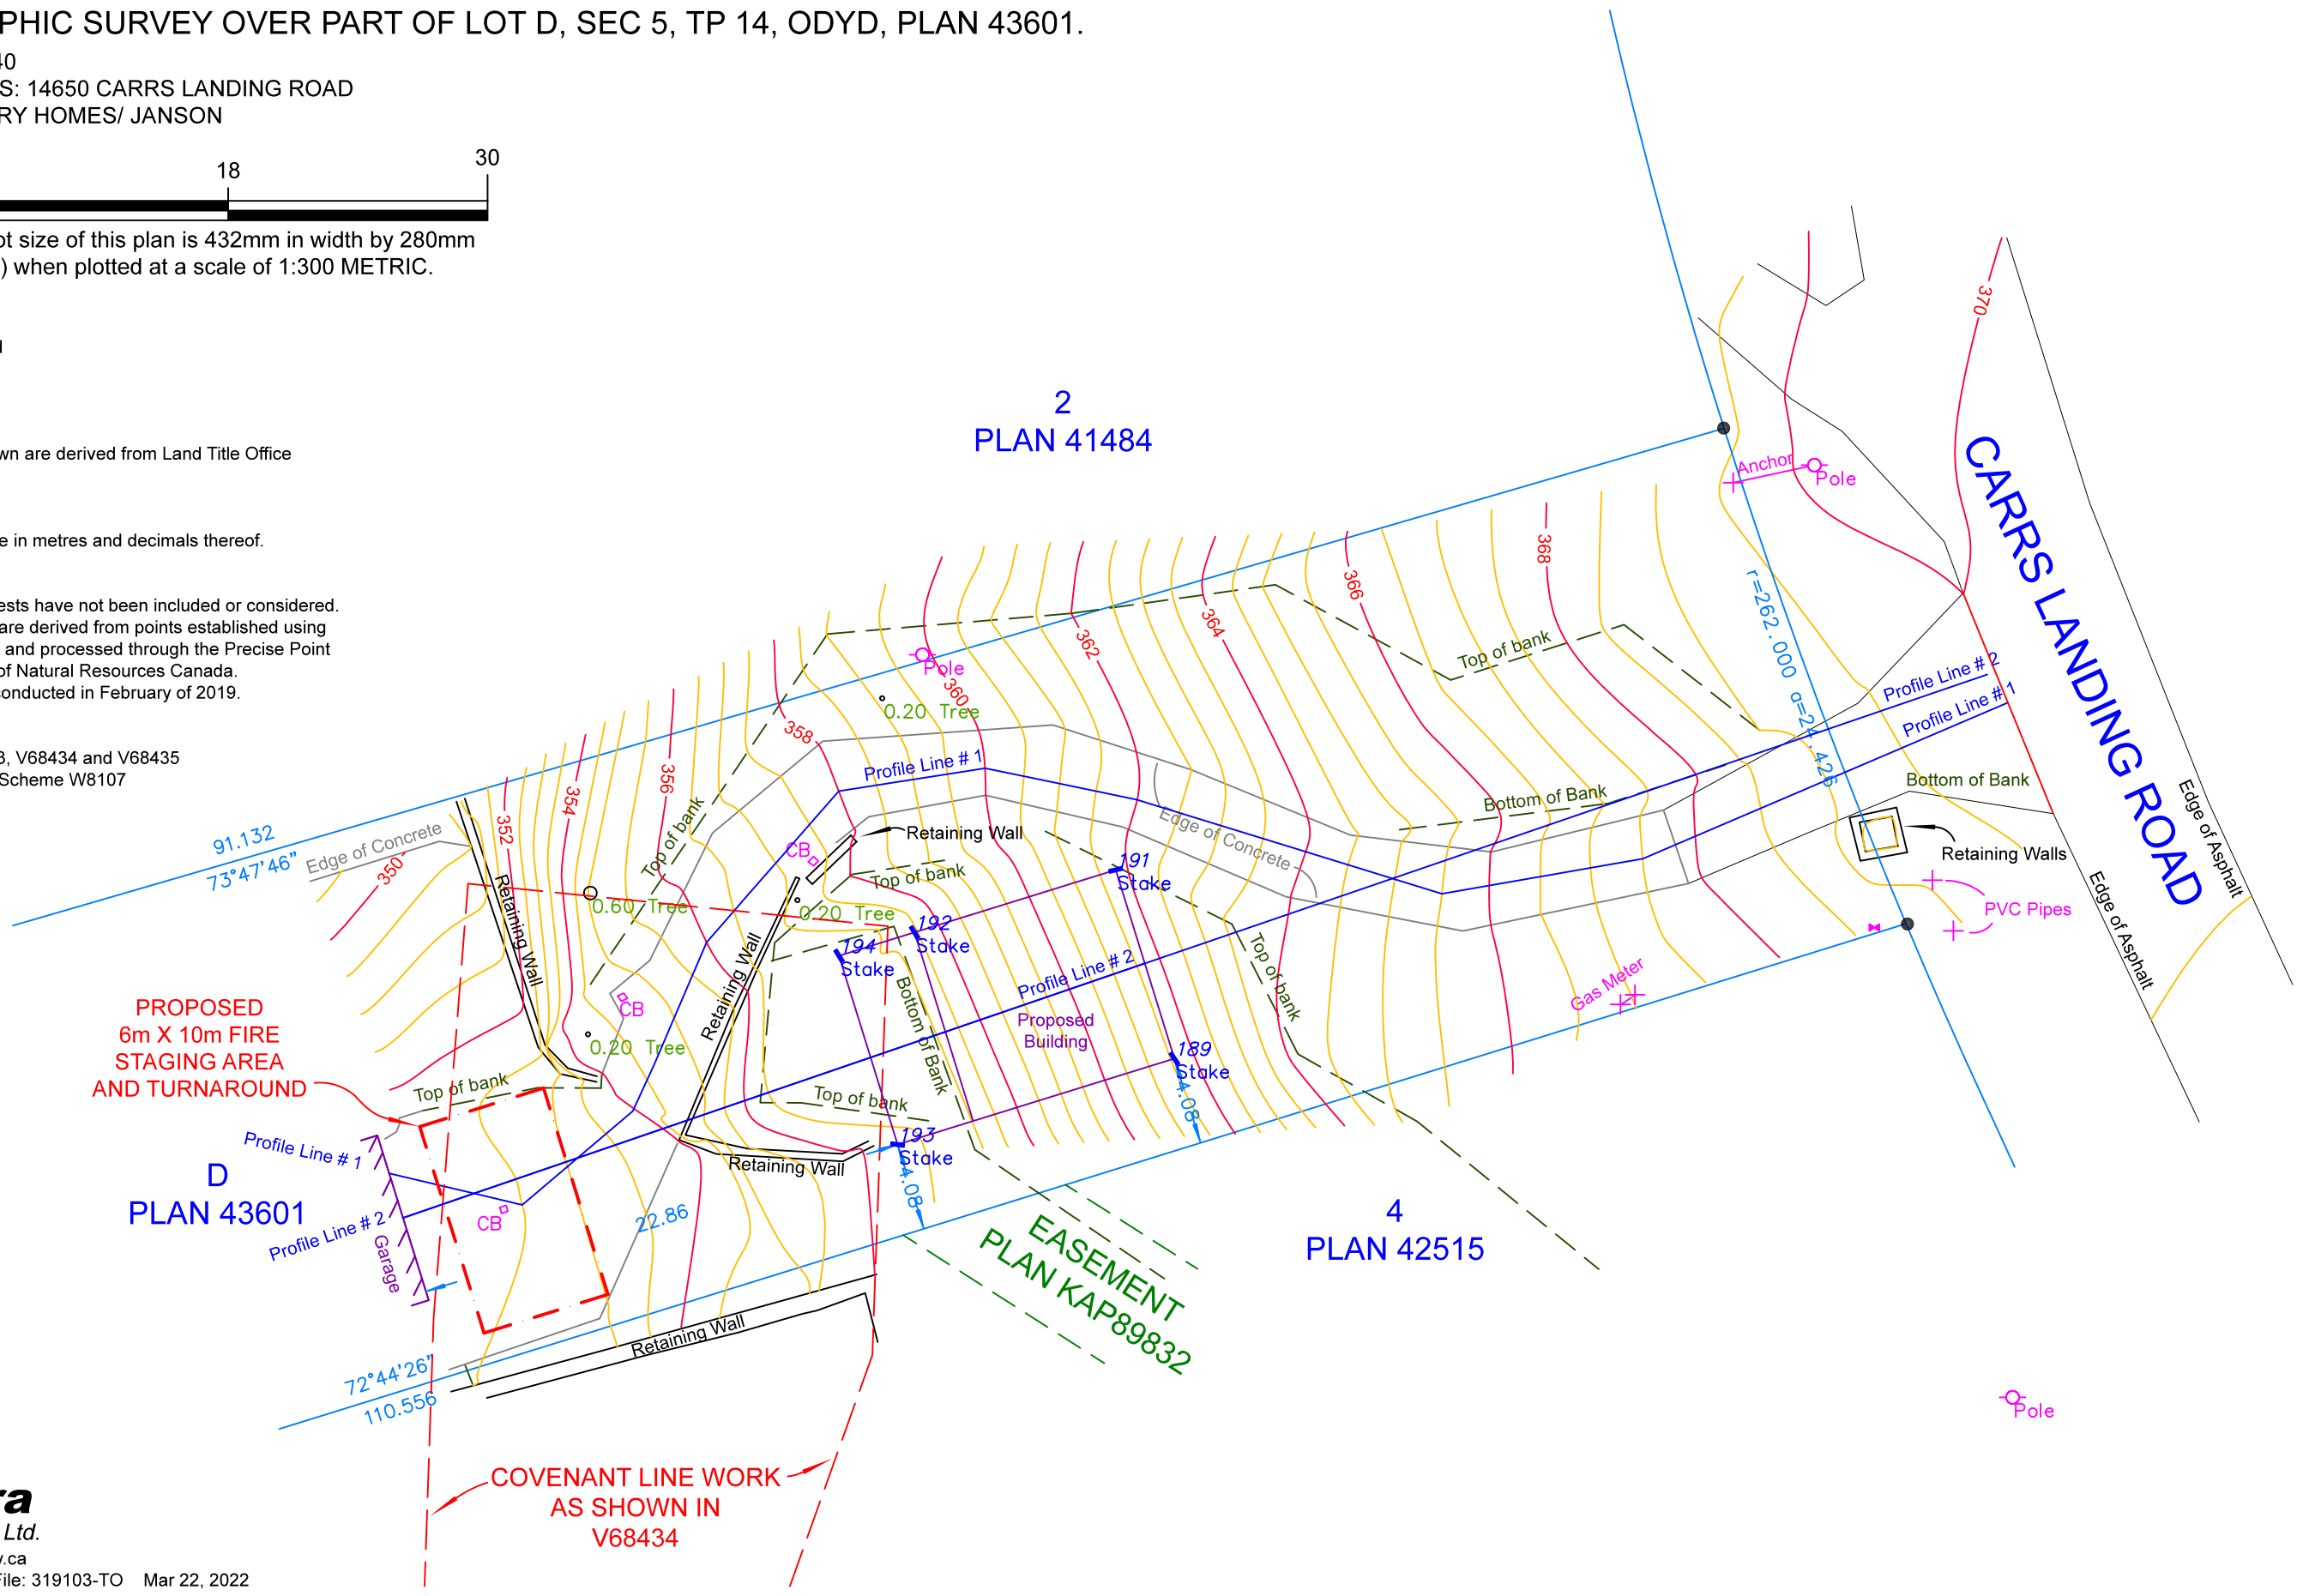 PHIC SURVEY OVER PART OF LOT D, SEC 5, TP 14, ODYD, PLAN 43601.
40
S: 14650 CARRS LANDING ROAD
RY HOMES/ JANSON
18
30
ot size of this plan is 432mm in width by 280mm
) when plotted at a scale of 1:300 METRIC.
wn are derived from Land Title Office
e in metres and decimals thereof.
ests have not been included or considered.
are derived from points established using
and processed through the Precise Point
of Natural Resources Canada.
conducted in February of 2019.
3, V68434 and V68435
Scheme W8107
2
PLAN 41484
370
Anchor
Pole
CARRS LANDING ROAD
r=262.000 a=24.426
368
366
364
362
360
358
356
354
352
350
Pole
0.20 Tree
Top of bank
Profile Line # 2
Profile Line # 1
Bottom of Bank
Edge of Asphalt
Edge of Asphalt
Retaining Walls
PVC Pipes
Gas Meter
91.132
73°47'46"
Edge of Concrete
Top of bank
Profile Line # 1
Retaining Wall
CB
Top of bank
Edge of Concrete
Bottom of Bank
191
Stake
192
Stake
194
Stake
0.60 Tree
0.20 Tree
Retaining Wall
Retaining Wall
CB
0.20 Tree
Bottom of Bank
Profile Line # 2
Proposed
Building
Top of bank
189
Stake
4.08
PROPOSED
6m X 10m FIRE
STAGING AREA
AND TURNAROUND
Top of bank
Top of bank
193
Stake
4.08
Retaining Wall
Profile Line # 1
D
PLAN 43601
Profile Line # 2
Garage
CB
22.86
4
PLAN 42515
EASEMENT
PLAN KAP89832
Retaining Wall
72°44'26"
110.556
Pole
COVENANT LINE WORK
AS SHOWN IN
V68434
ra
Ltd.
y.ca
File: 319103-TO Mar 22, 2022